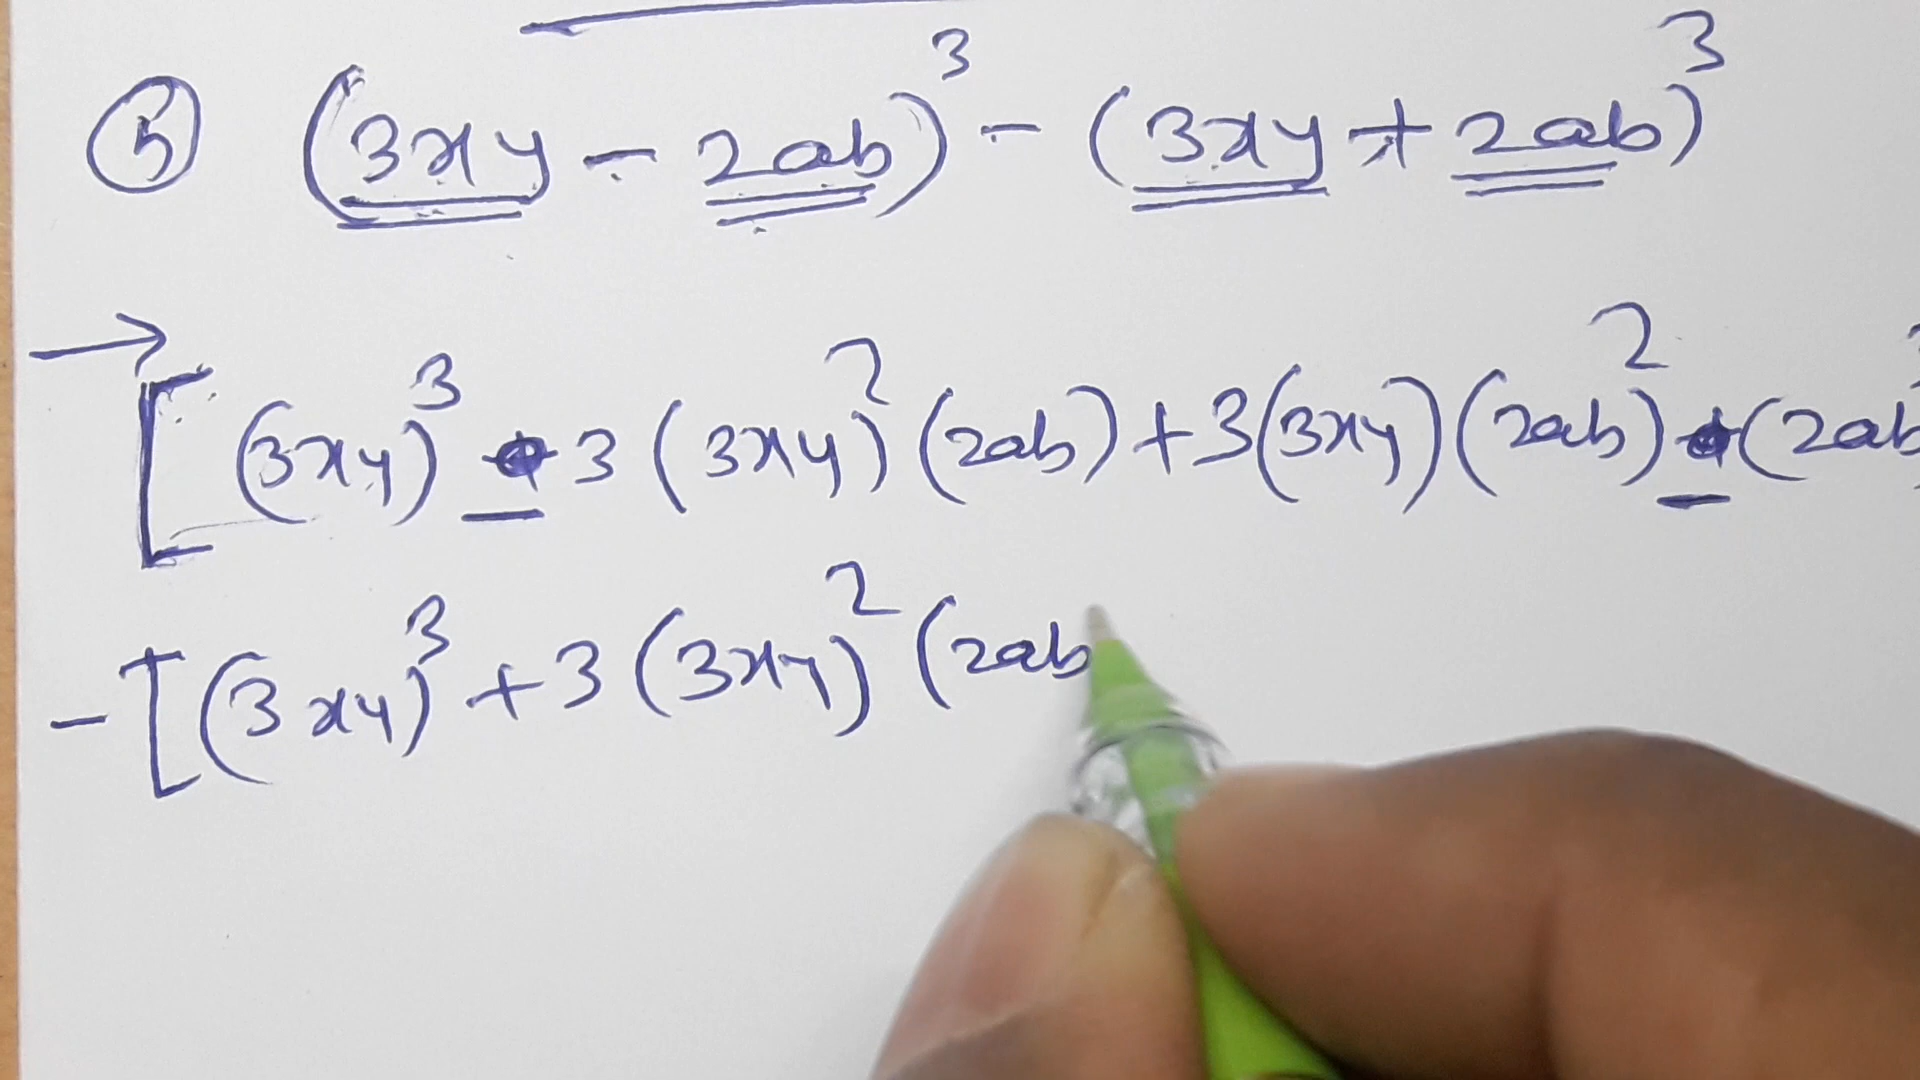 ⑤ (3xy - 2ab)³ - (3xy + 2ab)³
→
[(3xy)³ - 3(3xy)²(2ab) + 3(3xy)(2ab)² - (2ab
- [(3xy)³ + 3(3xy)²(2ab